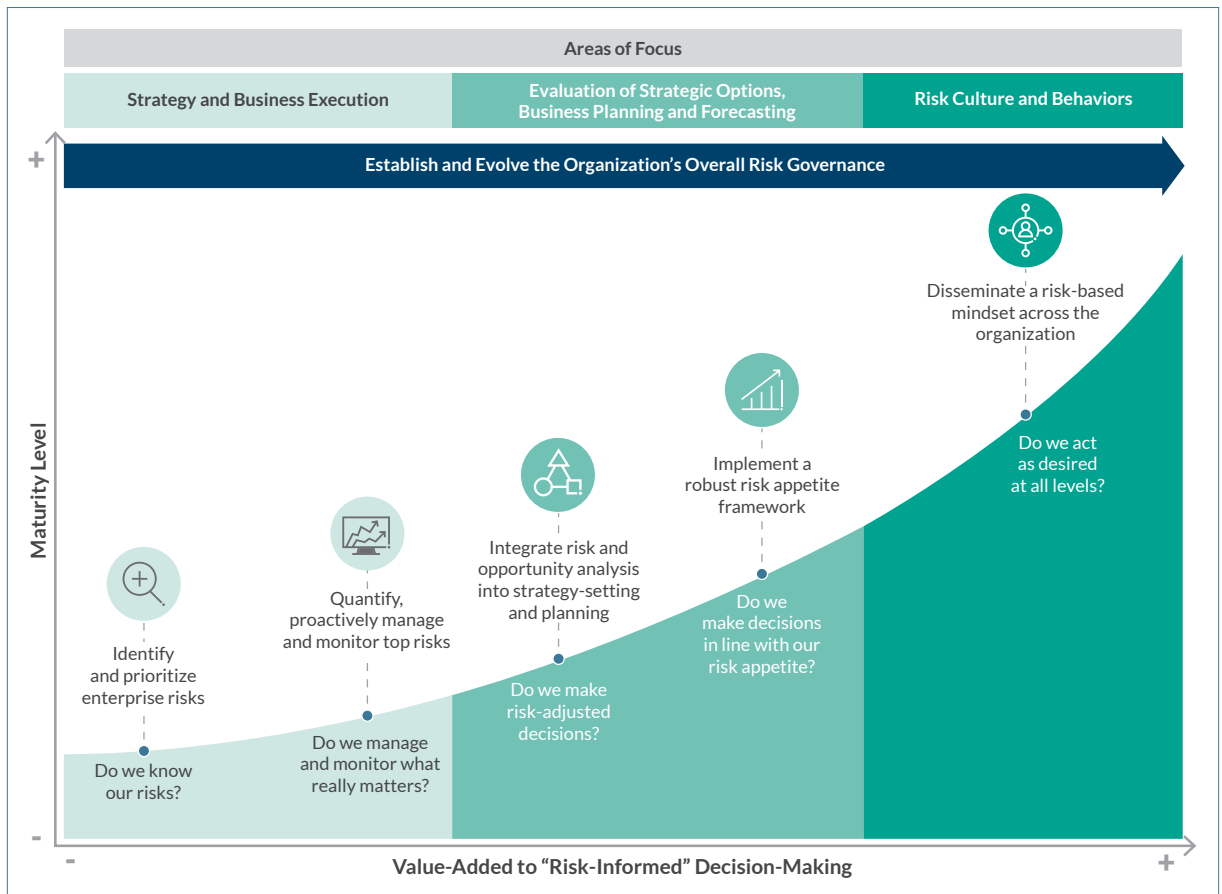 Areas of Focus
Strategy and Business Execution
Evaluation of Strategic Options,
Business Planning and Forecasting
Risk Culture and Behaviors
+
Establish and Evolve the Organization's Overall Risk Governance
Disseminate a risk-based
mindset across the
organization
Do we act
as desired
at all levels?
Implement a
robust risk appetite
framework
Do we
make decisions
in line with our
risk appetite?
Integrate risk and
opportunity analysis
into strategy-setting
and planning
Do we make
risk-adjusted
decisions?
Quantify,
proactively manage
and monitor top risks
Do we manage
and monitor what
really matters?
Identify
and prioritize
enterprise risks
Do we know
our risks?
Maturity Level
-
-
Value-Added to “Risk-Informed” Decision-Making
+